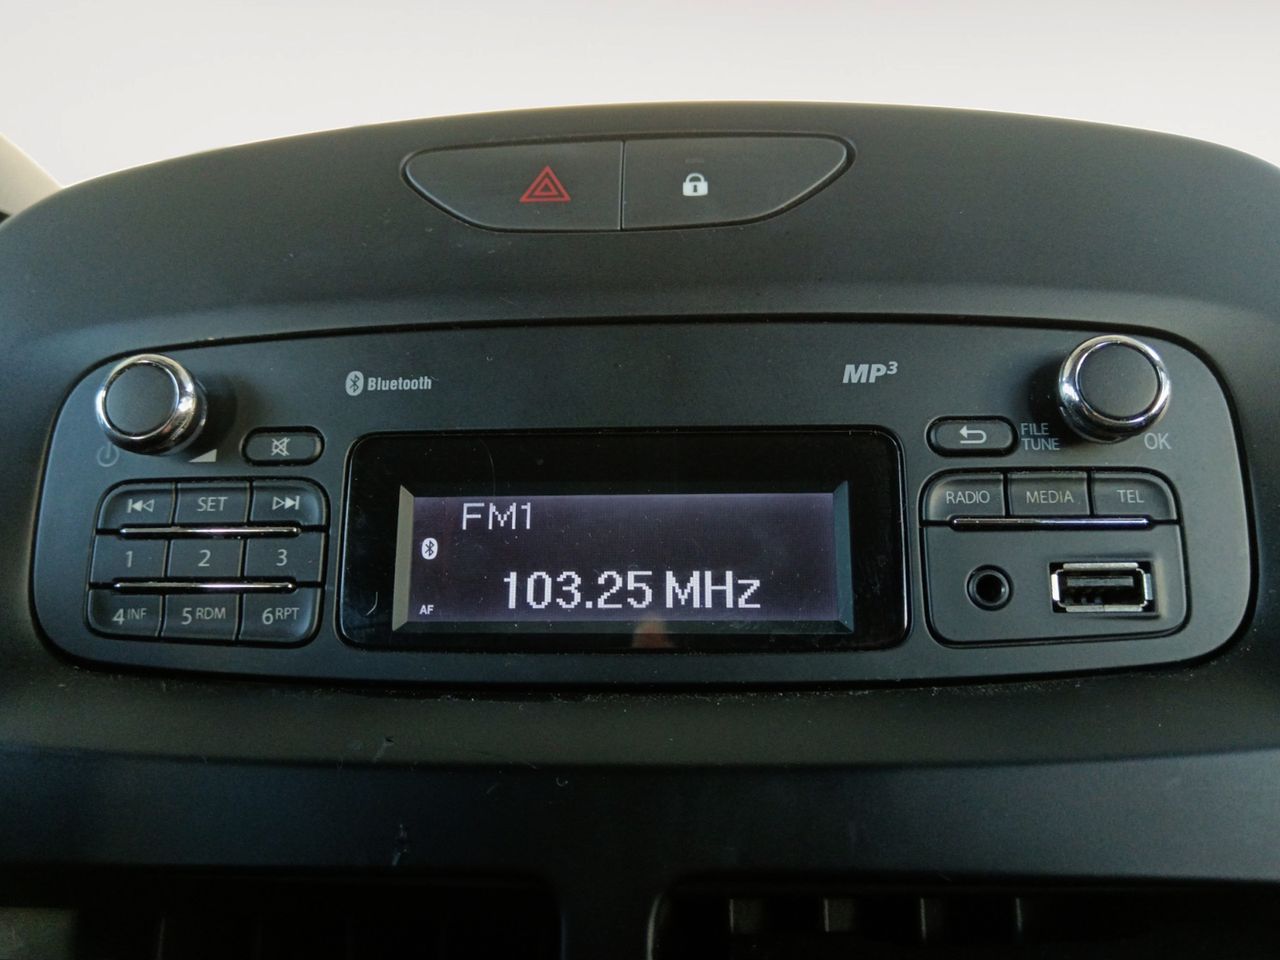 Bluetooth
MP3
FILE
TUNE
OK
SET
1
2
3
4 INF
5 RDM
6 RPT
FM1
103.25 MHz
AF
RADIO
MEDIA
TEL